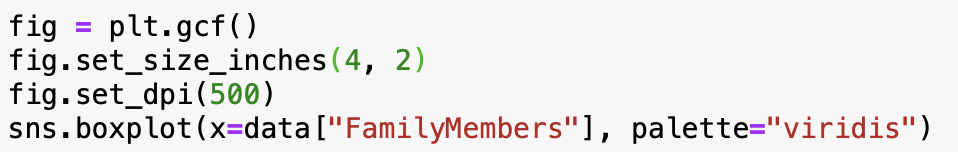 fig = plt.gcf()
fig.set_size_inches(4, 2)
fig.set_dpi(500)
sns.boxplot(x=data["FamilyMembers"], palette="viridis")